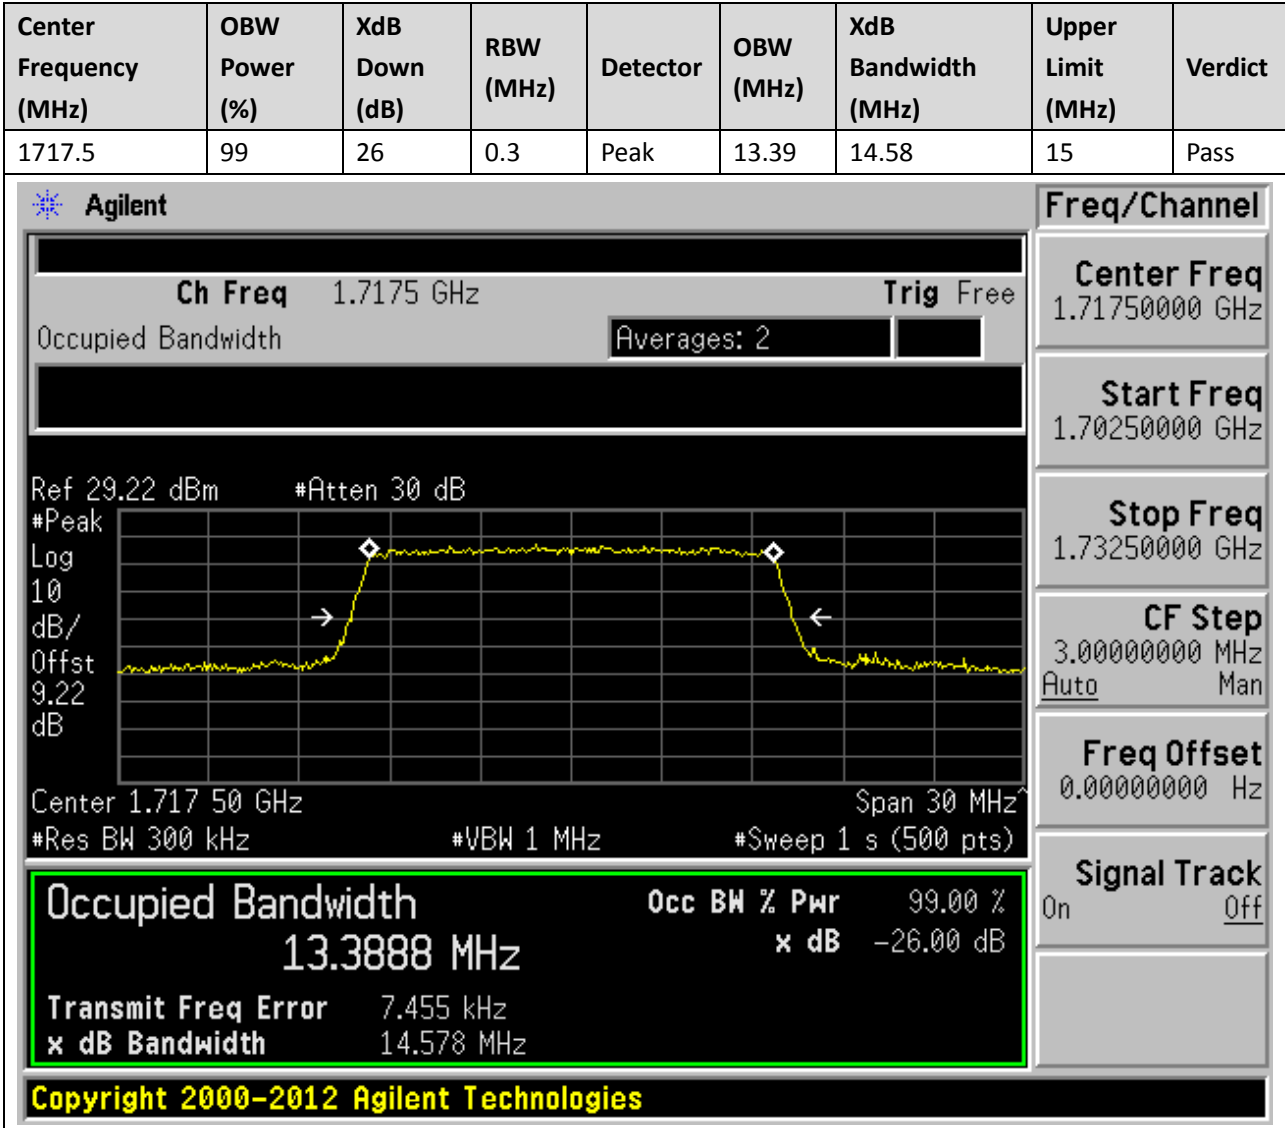 Center Frequency (MHz) OBW Power (%) XdB Down (dB) RBW (MHz) Detector OBW (MHz) XdB Bandwidth (MHz) Upper Limit (MHz) Verdict
1717.5 99 26 0.3 Peak 13.39 14.58 15 Pass
Agilent
Freq/Channel
Ch Freq 1.7175 GHz Trig Free
Occupied Bandwidth Averages: 2
Center Freq
1.71750000 GHz
Start Freq
1.70250000 GHz
Stop Freq
1.73250000 GHz
CF Step
3.00000000 MHz
Auto Man
Freq Offset
0.00000000 Hz
Signal Track
On Off
Ref 29.22 dBm #Atten 30 dB
#Peak
Log
10
dB/
Offst
9.22
dB
Center 1.717 50 GHz Span 30 MHz^
#Res BW 300 kHz #VBW 1 MHz #Sweep 1 s (500 pts)
Occupied Bandwidth Occ BW % Pwr 99.00 %
13.3888 MHz x dB -26.00 dB
Transmit Freq Error 7.455 kHz
x dB Bandwidth 14.578 MHz
Copyright 2000-2012 Agilent Technologies